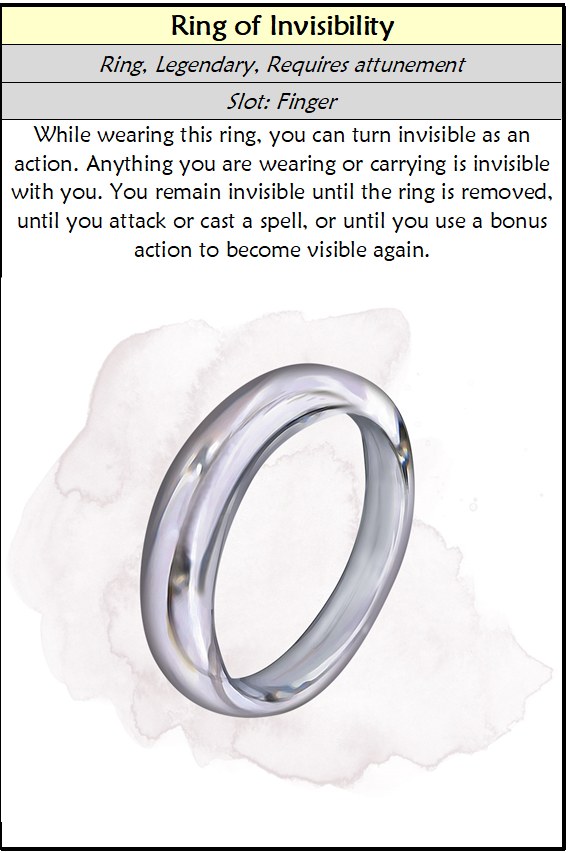 Ring of Invisibility
Ring, Legendary, Requires attunement
Slot: Finger
While wearing this ring, you can turn invisible as an
action. Anything you are wearing or carrying is invisible
with you. You remain invisible until the ring is removed,
until you attack or cast a spell, or until you use a bonus
action to become visible again.